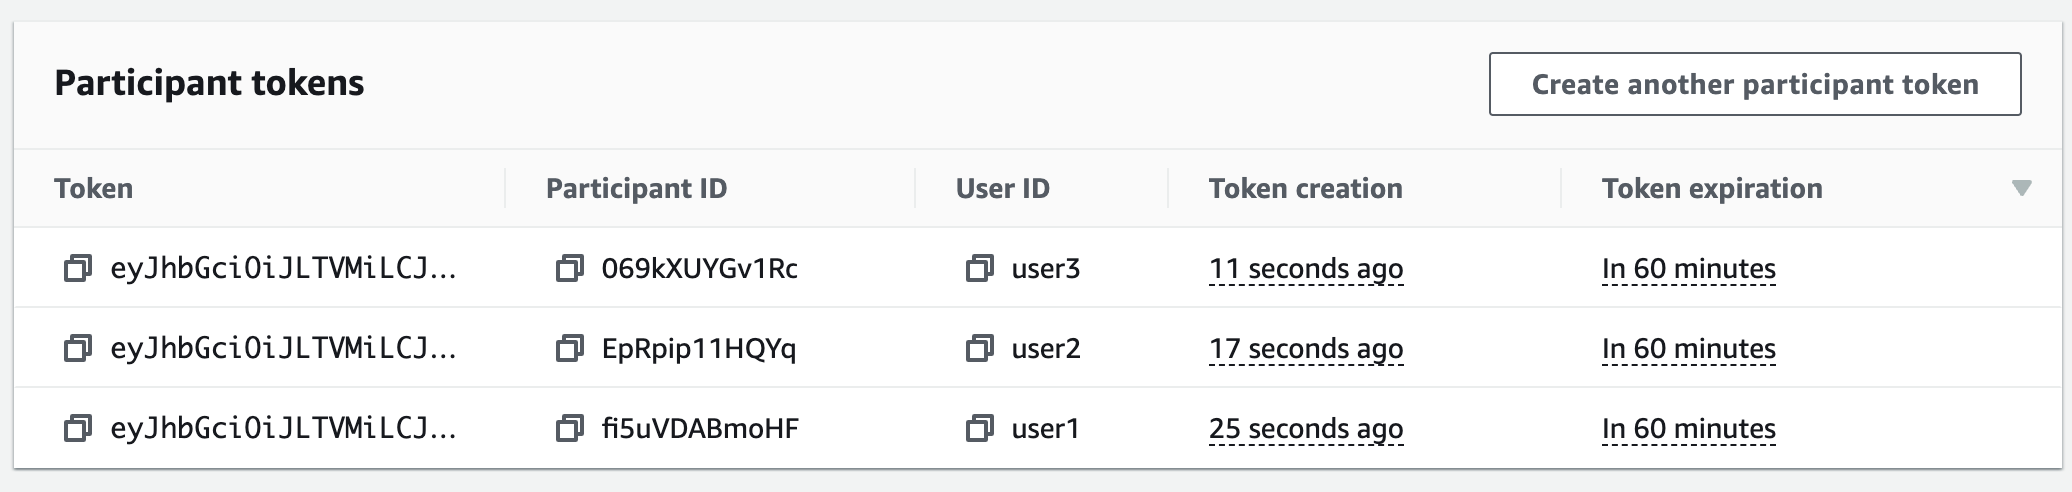 Participant tokens
Create another participant token
Token Participant ID User ID Token creation Token expiration
eyJhbGciOiJLTVMiLCJ... 069kXUYGv1Rc user3 11 seconds ago In 60 minutes
eyJhbGciOiJLTVMiLCJ... EpRpip11HQYq user2 17 seconds ago In 60 minutes
eyJhbGciOiJLTVMiLCJ... fi5uVDABmoHF user1 25 seconds ago In 60 minutes